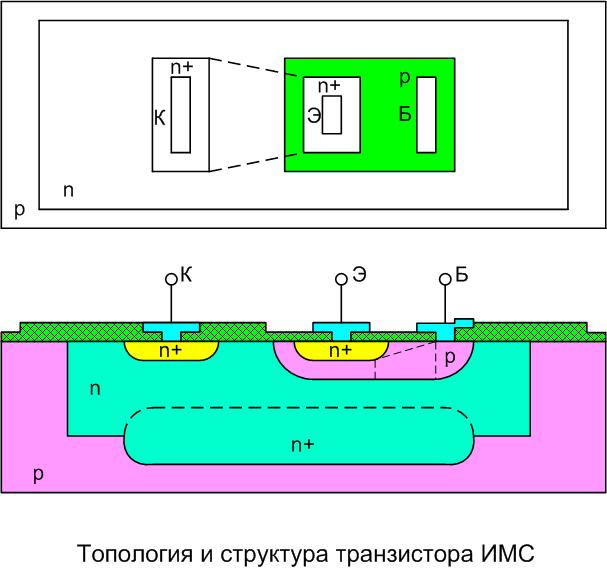 n+ n+ p
К Э Б
n
p
К Э Б
n+ n+ p
n
n+
p
Топология и структура транзистора ИМС